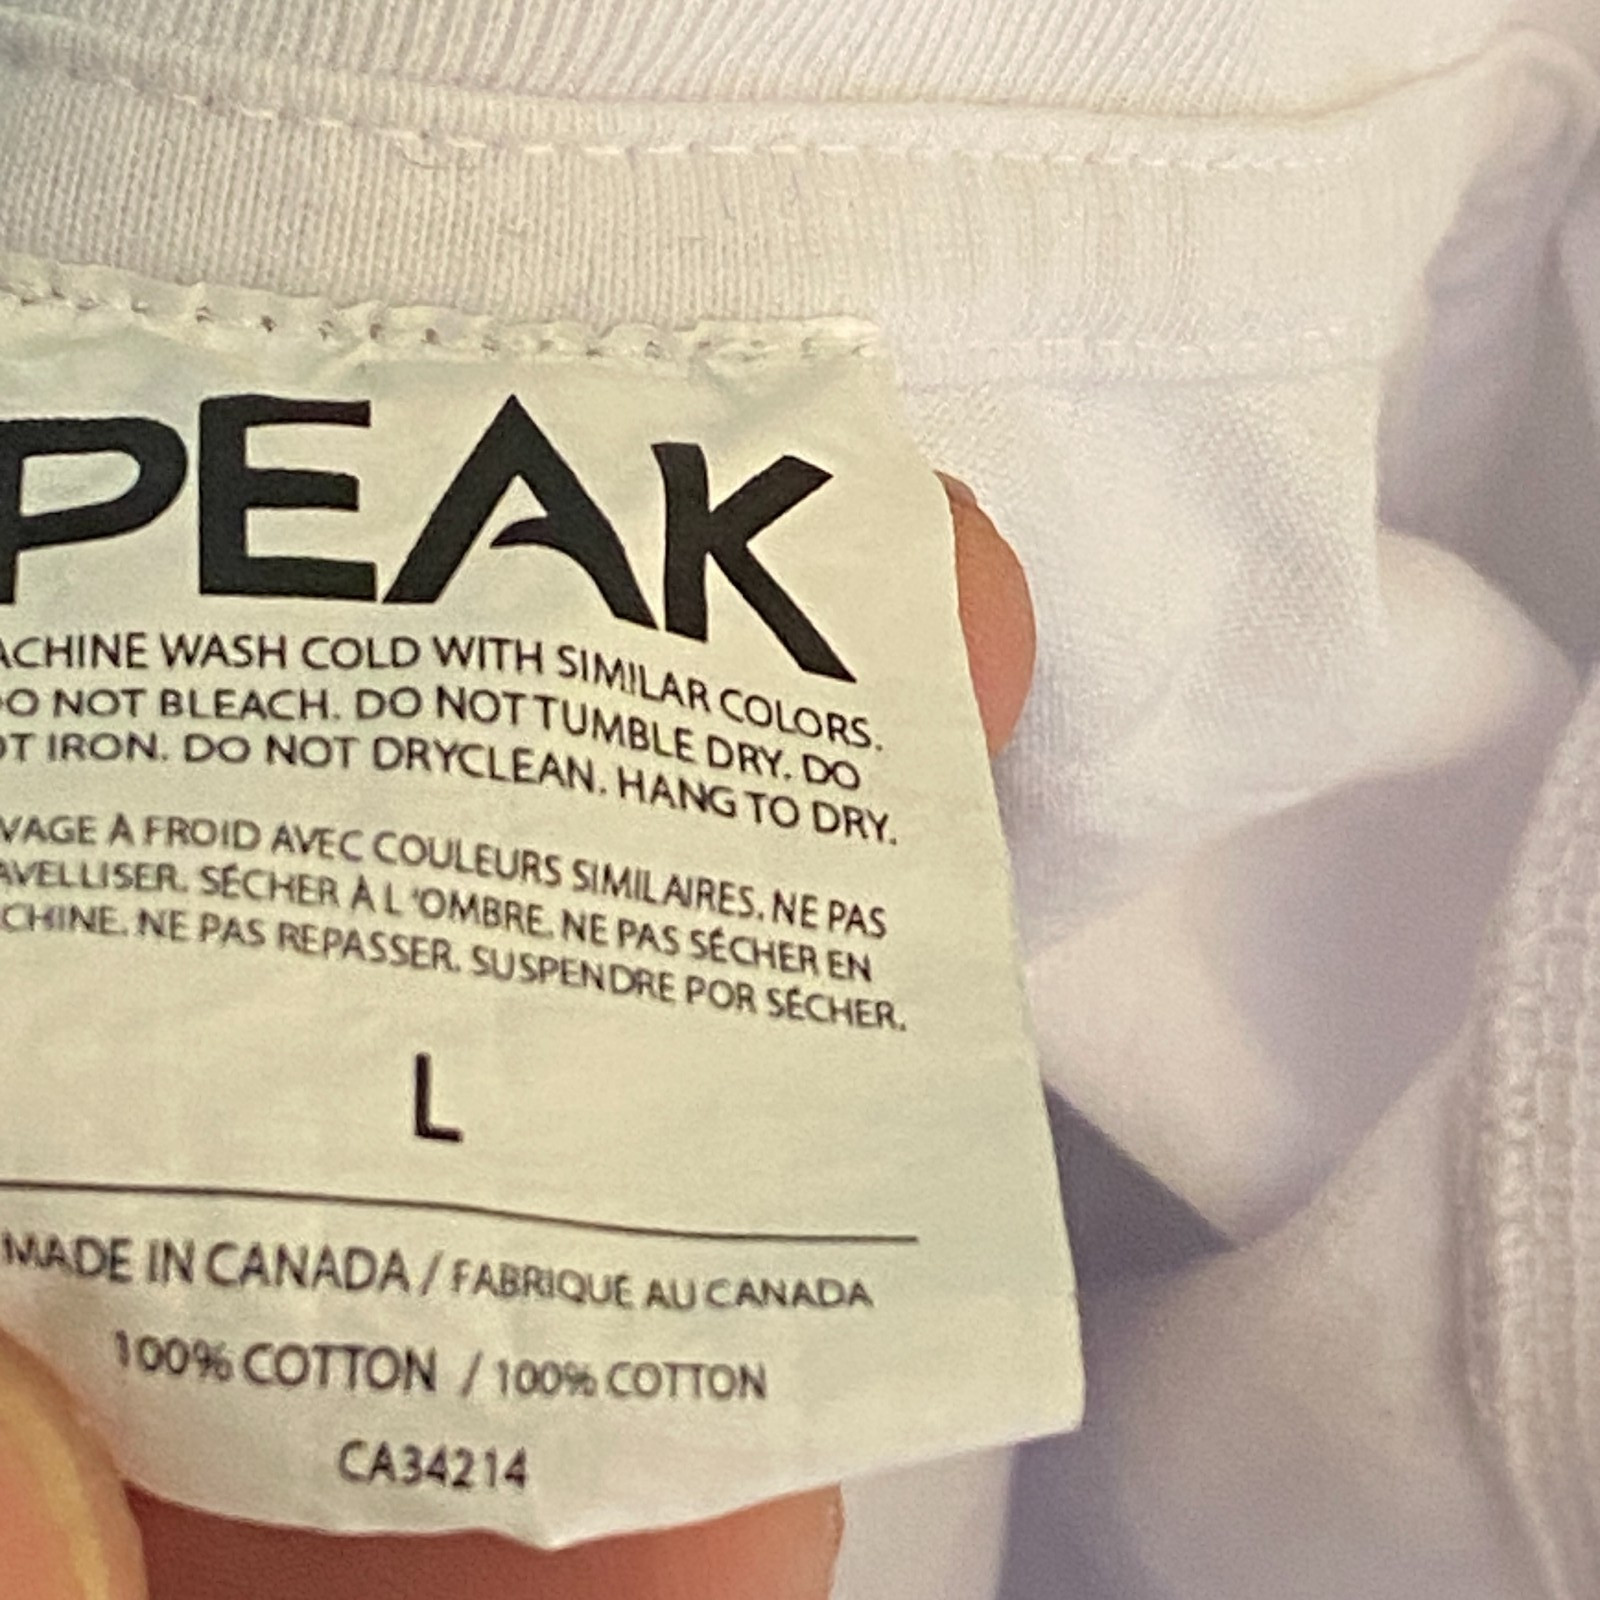 PEAK
ACHINE WASH COLD WITH SIMILAR COLORS.
DO NOT BLEACH. DO NOT TUMBLE DRY. DO
OT IRON. DO NOT DRYCLEAN. HANG TO DRY.
VAGE À FROID AVEC COULEURS SIMILAIRES. NE PAS
AVELLISER. SÉCHER À L 'OMBRE. NE PAS SÉCHER EN
CHINE. NE PAS REPASSER. SUSPENDRE POR SÉCHER.
L
MADE IN CANADA / FABRIQUÉ AU CANADA
100% COTTON / 100% COTTON
CA34214